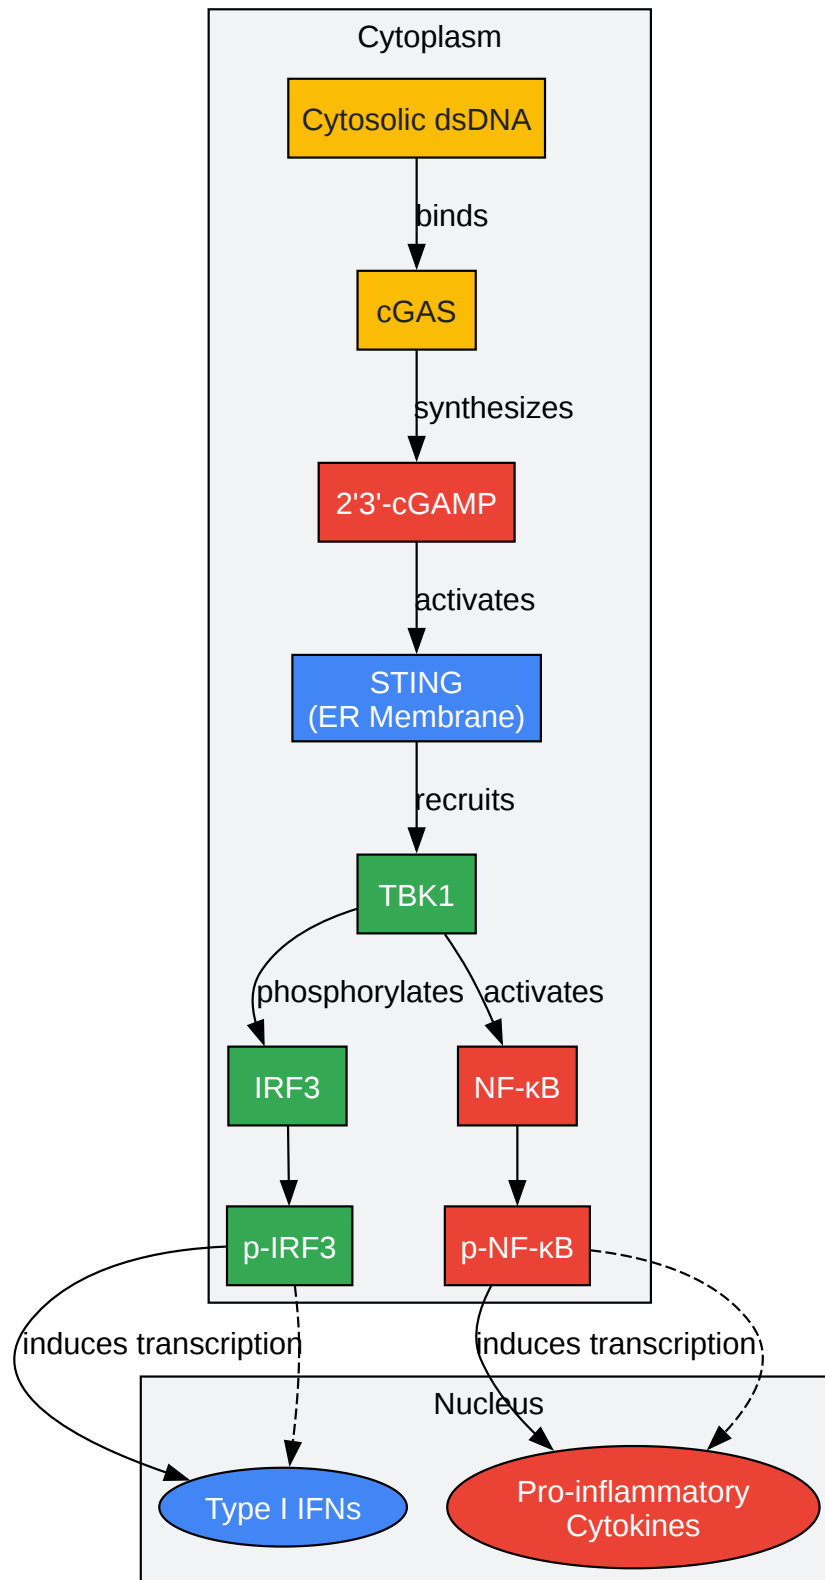 Cytoplasm
Cytosolic dsDNA
binds
cGAS
synthesizes
2'3'-cGAMP
activates
STING
(ER Membrane)
recruits
TBK1
phosphorylates
activates
IRF3
NF-κB
p-IRF3
p-NF-κB
induces transcription
induces transcription
Nucleus
Type I IFNs
Pro-inflammatory
Cytokines